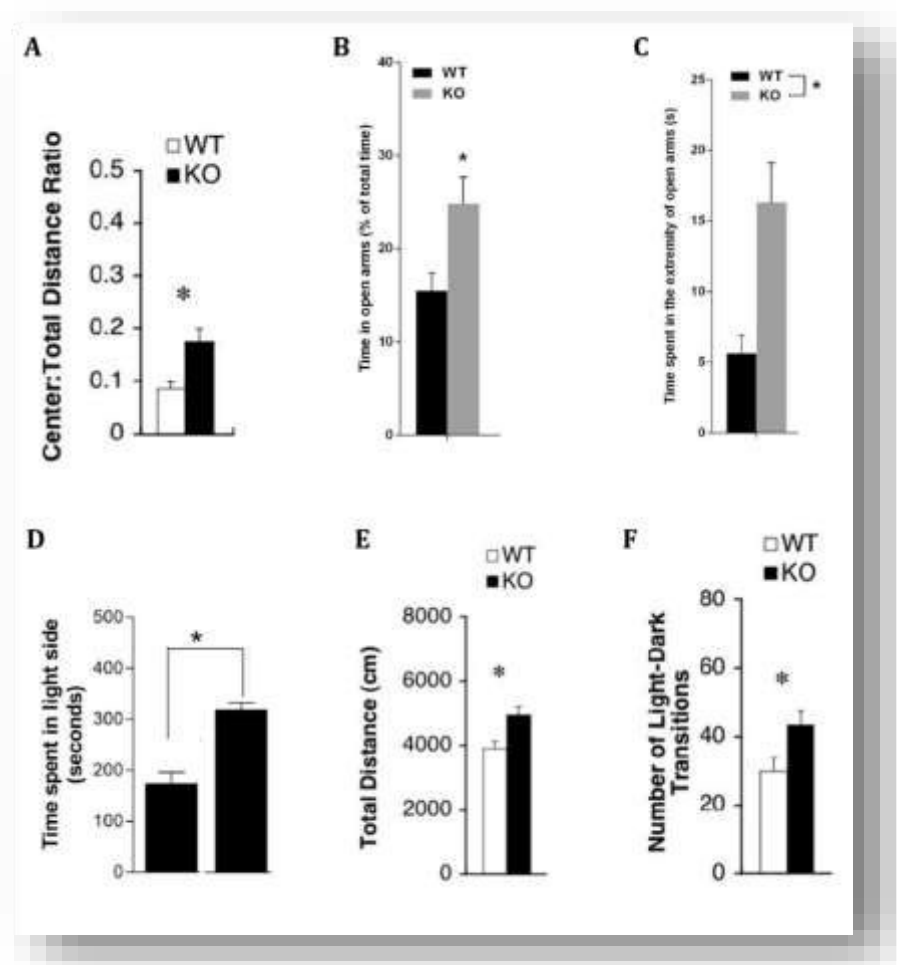 A
WT
KO
Center:Total Distance Ratio
0.5
0.4
0.3
0.2
0.1
0
*
B
WT
KO
Time in open arms (% of total time)
40
30
20
10
0
*
C
WT
KO
*
Time spent in the extremity of open arms (s)
25
20
15
10
5
0
D
Time spent in light side
(seconds)
500
400
300
200
100
0
*
E
WT
KO
Total Distance (cm)
8000
6000
4000
2000
0
*
F
WT
KO
Number of Light-Dark
Transitions
80
60
40
20
0
*